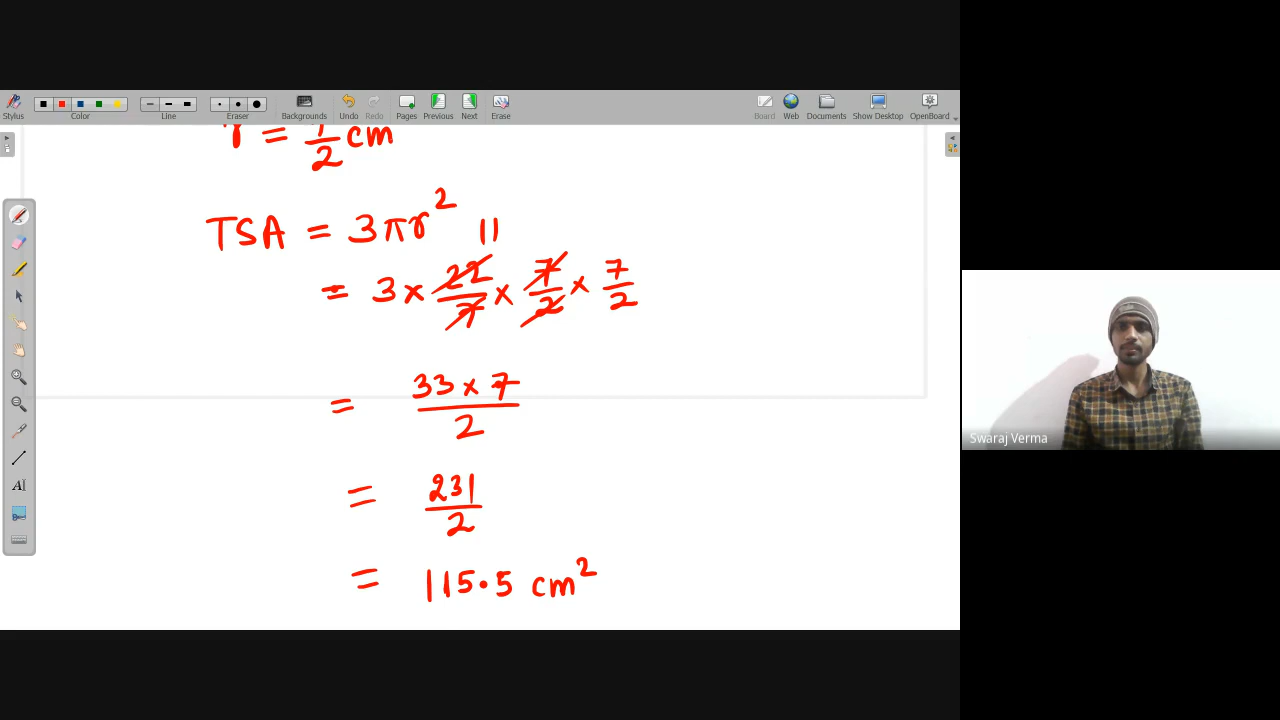 Stylus Color Line Eraser Backgrounds Undo Redo Pages Previous Next Erase Board Web Documents Show Desktop OpenBoard
r = 7/2 cm
TSA = 3πr² 11
= 3 × 22/7 × 7/2 × 7/2
= 33 × 7 / 2
= 231/2
= 115.5 cm²
Swaraj Verma